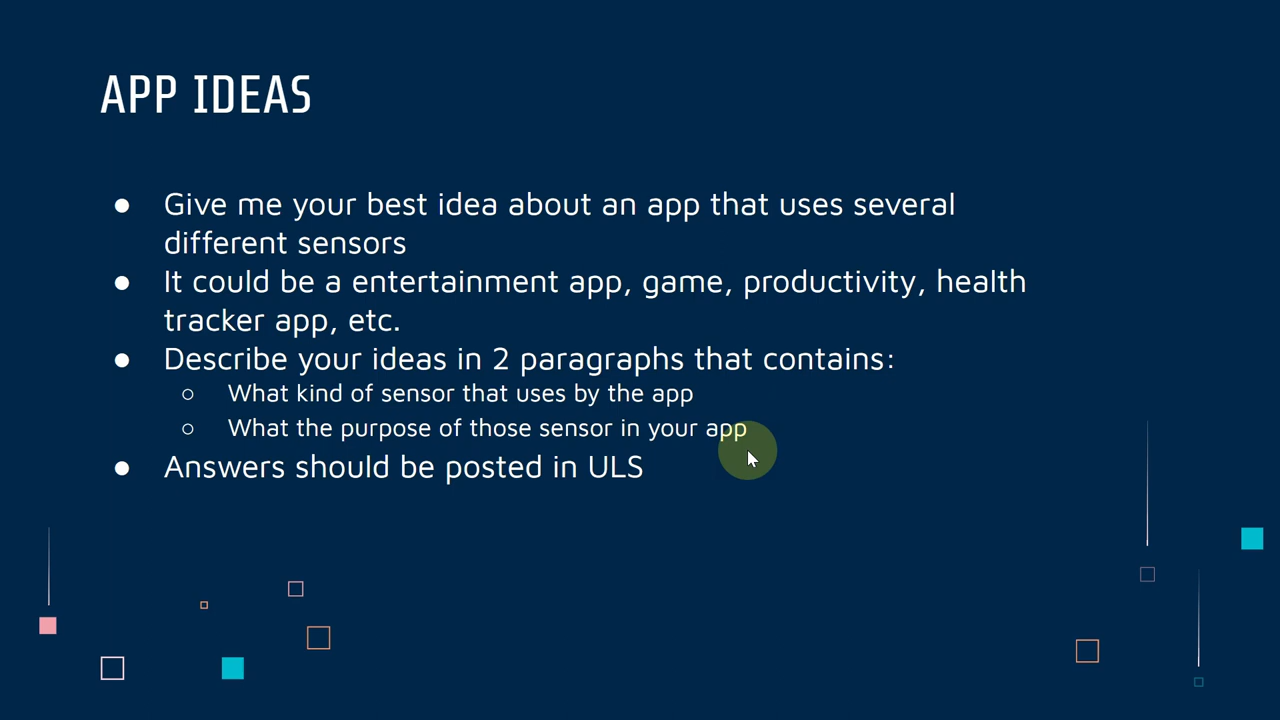 APP IDEAS
● Give me your best idea about an app that uses several
different sensors
● It could be a entertainment app, game, productivity, health
tracker app, etc.
● Describe your ideas in 2 paragraphs that contains:
○ What kind of sensor that uses by the app
○ What the purpose of those sensor in your app
● Answers should be posted in ULS